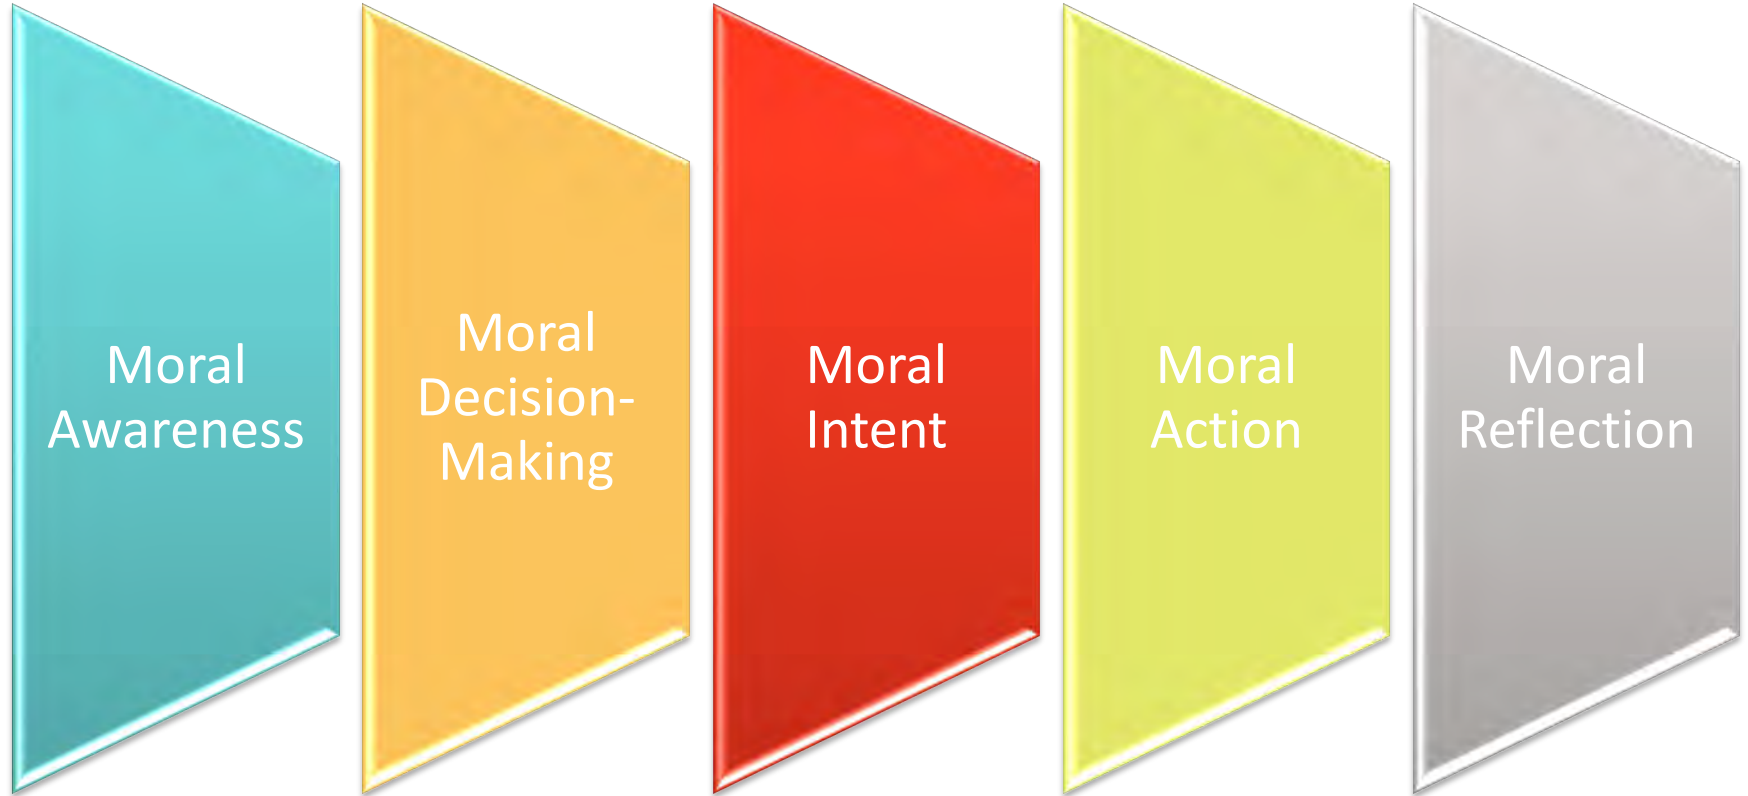 Moral
Awareness
Moral
Decision-
Making
Moral
Intent
Moral
Action
Moral
Reflection